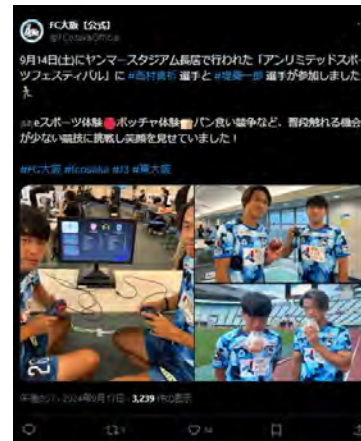 FC大阪【公式】
@FCosakaOfficial
9月14日(土)にヤンマースタジアム長居で行われた「アンリミテッドスポー
ツフェスティバル」に #西村真祈 選手と #堀菱一郎 選手が参加しました
eスポーツ体験 ボッチャ体験 パン食い競争など、普段触れる機会
が少ない競技に挑戦し笑顔を見せていました!
#FC大阪 #fcosaka #J3 #東大阪
2024年9月17日 · 3,239 件の表示